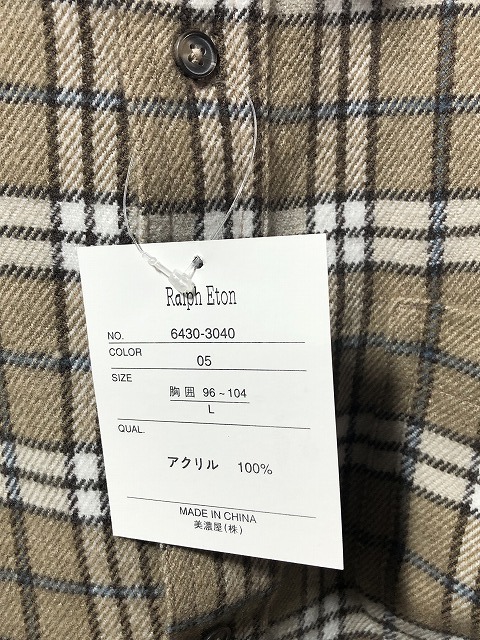 Ralph Eton
NO. 6430-3040
COLOR 05
SIZE 胸囲 96~104
L
QUAL.
アクリル 100%
MADE IN CHINA
美濃屋(株)